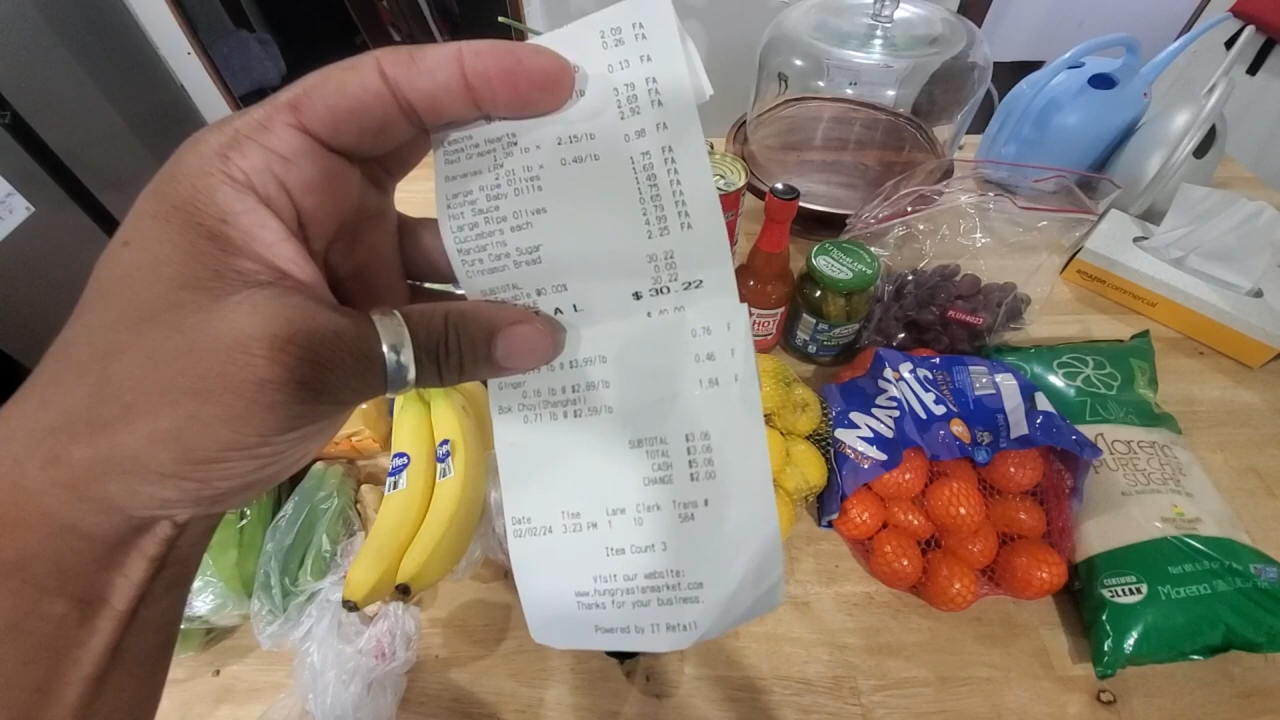 2.09 FA
0.26 FA
0.13 FA
3.79 FA
2.69 FA
2.92 FA
Lemons
Romaine Hearts
Red Grapes LRW
1.36 lb x 2.15/lb 0.98 FA
Bananas LRW
2.01 lb x 0.49/lb 1.75 FA
Large Ripe Olives 1.69 FA
Kosher Baby Dills 1.49 FA
Hot Sauce 1.75 FA
Large Ripe Olives 0.65 FA
Cucumbers each 2.79 FA
Mandarins 4.99 FA
Pure Cane Sugar 2.25 FA
Cinnamon Bread
SUBTOTAL 30.22
0.00%  0.00
30.22
A L $ 30.22
0.76 F
@ $3.99/lb
Ginger 0.46 F
0.16 lb @ $2.89/lb
Bok Choy(Shanghai) 1.84 F
0.71 lb @ $2.59/lb
SUBTOTAL $3.06
TOTAL $3.06
CASH $5.06
CHANGE $2.00
Date Time Lane Clerk Trans #
02/02/24 3:23 PM 1 10 584
Item Count 3
Visit our website:
www.hungryasianmarket.com
Thanks for your business.
Powered by IT Retail
HOT
SAUCE
BABY WHOLE
PLU#4023
amazon commercial
Zulka
Morena
PURE CANE
SUGAR
CERTIFIED
CLEAN
Morena